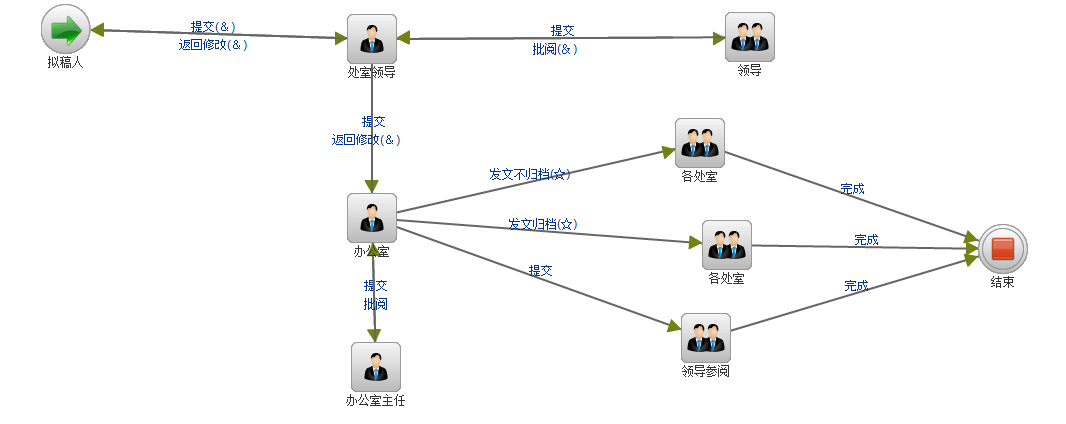 提交(&)
返回修改(&)
拟稿人
处室领导
提交
批阅(&)
领导
提交
返回修改(&)
发文不归档(☆)
各处室
完成
发文归档(☆)
办公室
各处室
完成
提交
结束
提交
批阅
完成
领导参阅
办公室主任